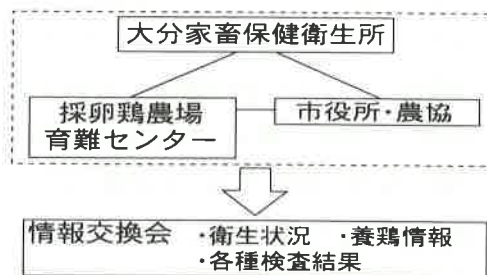 大分家畜保健衛生所
採卵鶏農場
育雛センター
市役所・農協
情報交換会 ・衛生状況 ・養鶏情報
・各種検査結果